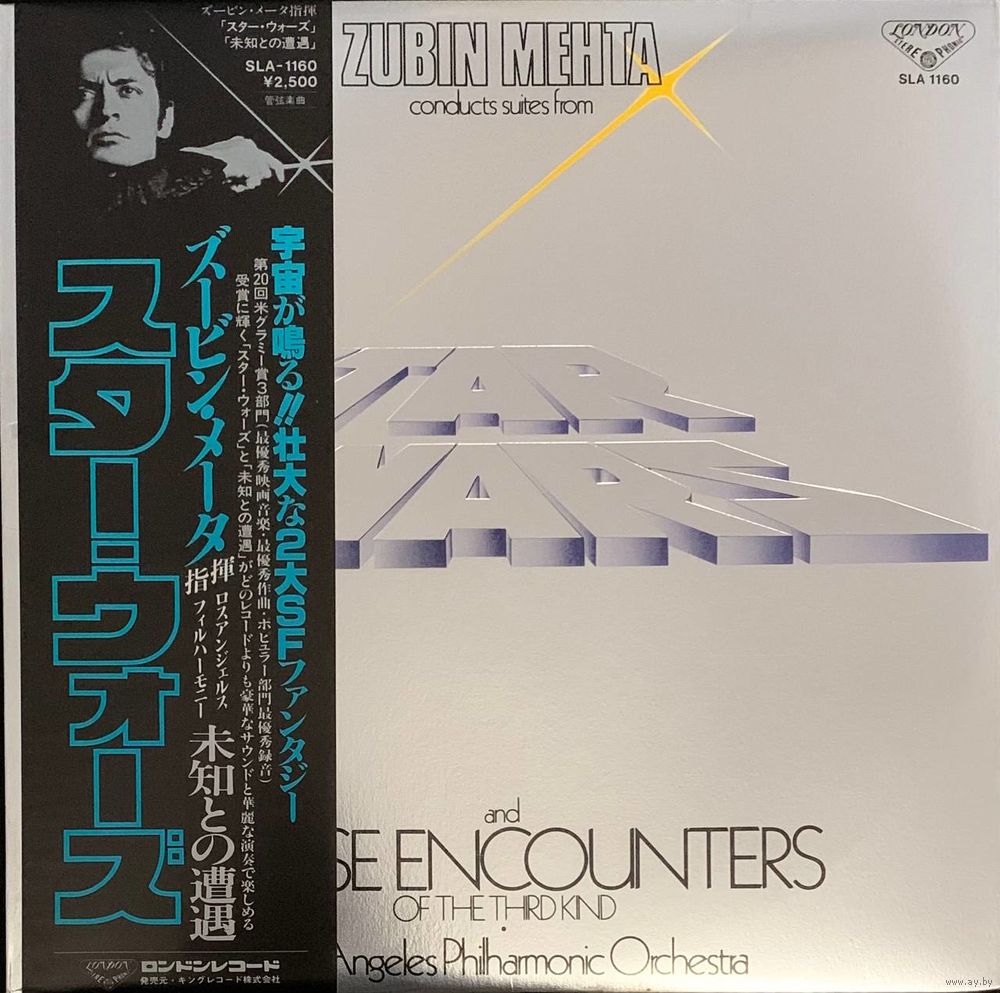 ズービン・メータ指揮
「スター・ウォーズ」
「未知との遭遇」
SLA-1160
¥2,500
管弦楽曲
宇宙が鳴る!!壮大な2大SFファンタジー
第20回米グラミー賞3部門(最優秀映画音楽・最優秀作曲・ポピュラー部門最優秀録音)
受賞に輝く「スター・ウォーズ」と「未知との遭遇」がどのレコードよりも豪華なサウンドと華麗な演奏で楽しめる
ズービン・メータ指揮
ロスアンジェルス
フィルハーモニー
未知との遭遇
スター・ウォーズ
LONDON
ロンドンレコード
発売元・キングレコード株式会社
ZUBIN MEHTA
conducts suites from
LONDON
STEREOPHONIC
SLA 1160
TAR
WARS
and
SE ENCOUNTERS
OF THE THIRD KIND
Angeles Philharmonic Orchestra
www.ay.by